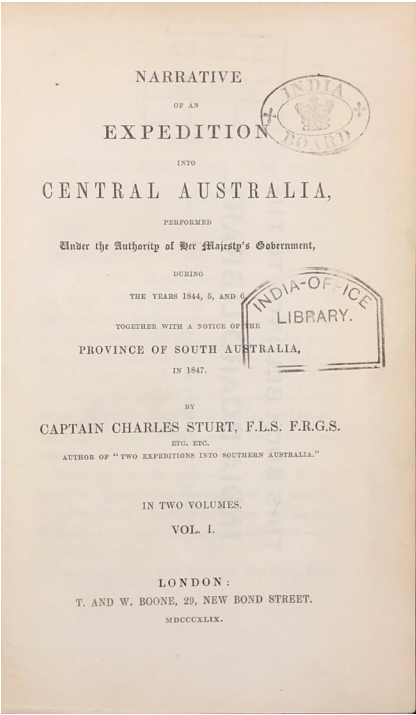 NARRATIVE
OF AN
EXPEDITION
INTO
CENTRAL AUSTRALIA,
PERFORMED
Under the Authority of Her Majesty's Government,
DURING
THE YEARS 1844, 5, AND 6
TOGETHER WITH A NOTICE OF THE
PROVINCE OF SOUTH AUSTRALIA,
IN 1847.
BY
CAPTAIN CHARLES STURT, F.L.S. F.R.G.S.
ETC. ETC.
AUTHOR OF "TWO EXPEDITIONS INTO SOUTHERN AUSTRALIA."
IN TWO VOLUMES.
VOL. I.
LONDON:
T. AND W. BOONE, 29, NEW BOND STREET.
MDCCCXLIX.
INDIA
BOARD
INDIA-OFFICE
LIBRARY.